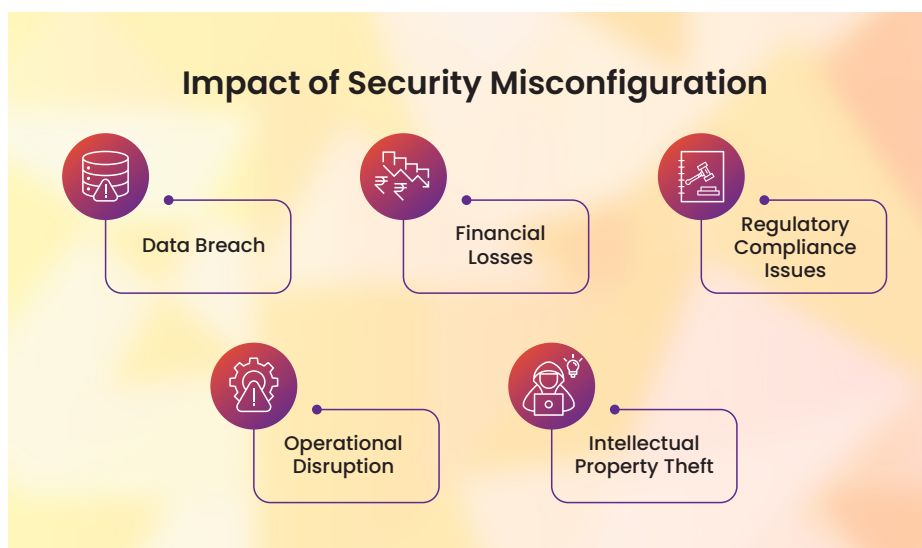 Impact of Security Misconfiguration
Data Breach
Financial
Losses
Regulatory
Compliance
Issues
Operational
Disruption
Intellectual
Property Theft